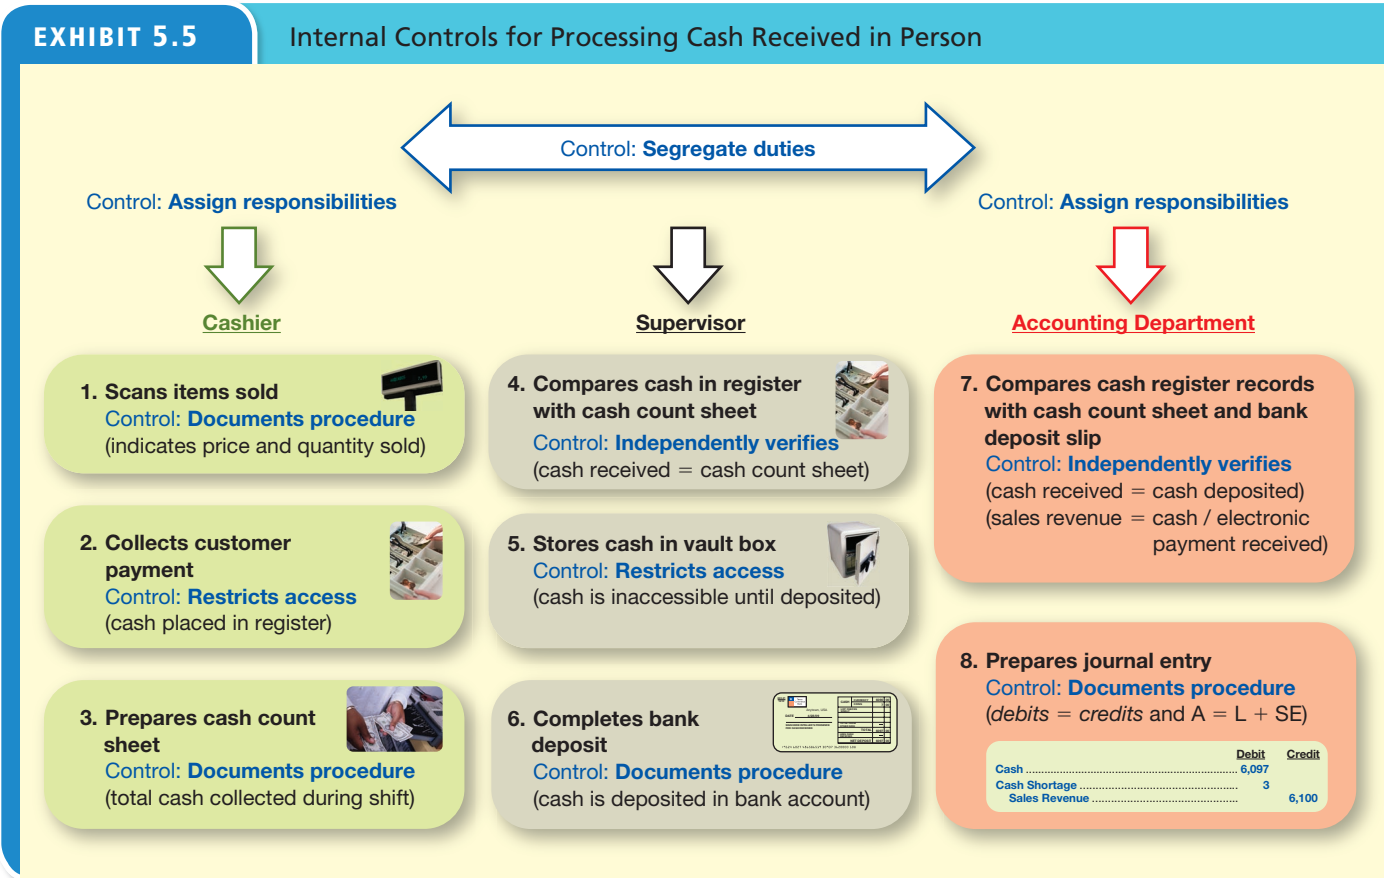 EXHIBIT 5.5
Internal Controls for Processing Cash Received in Person
Control: Segregate duties
Control: Assign responsibilities
Control: Assign responsibilities
Cashier
Supervisor
Accounting Department
1. Scans items sold
Control: Documents procedure
(indicates price and quantity sold)
2. Collects customer
payment
Control: Restricts access
(cash placed in register)
3. Prepares cash count
sheet
Control: Documents procedure
(total cash collected during shift)
4. Compares cash in register
with cash count sheet
Control: Independently verifies
(cash received = cash count sheet)
5. Stores cash in vault box
Control: Restricts access
(cash is inaccessible until deposited)
6. Completes bank
deposit
Control: Documents procedure
(cash is deposited in bank account)
7. Compares cash register records
with cash count sheet and bank
deposit slip
Control: Independently verifies
(cash received = cash deposited)
(sales revenue = cash / electronic
payment received)
8. Prepares journal entry
Control: Documents procedure
(debits = credits and A = L + SE)
Debit Credit
Cash ........................................................ 6,097
Cash Shortage .......................................... 3
Sales Revenue ....................................... 6,100